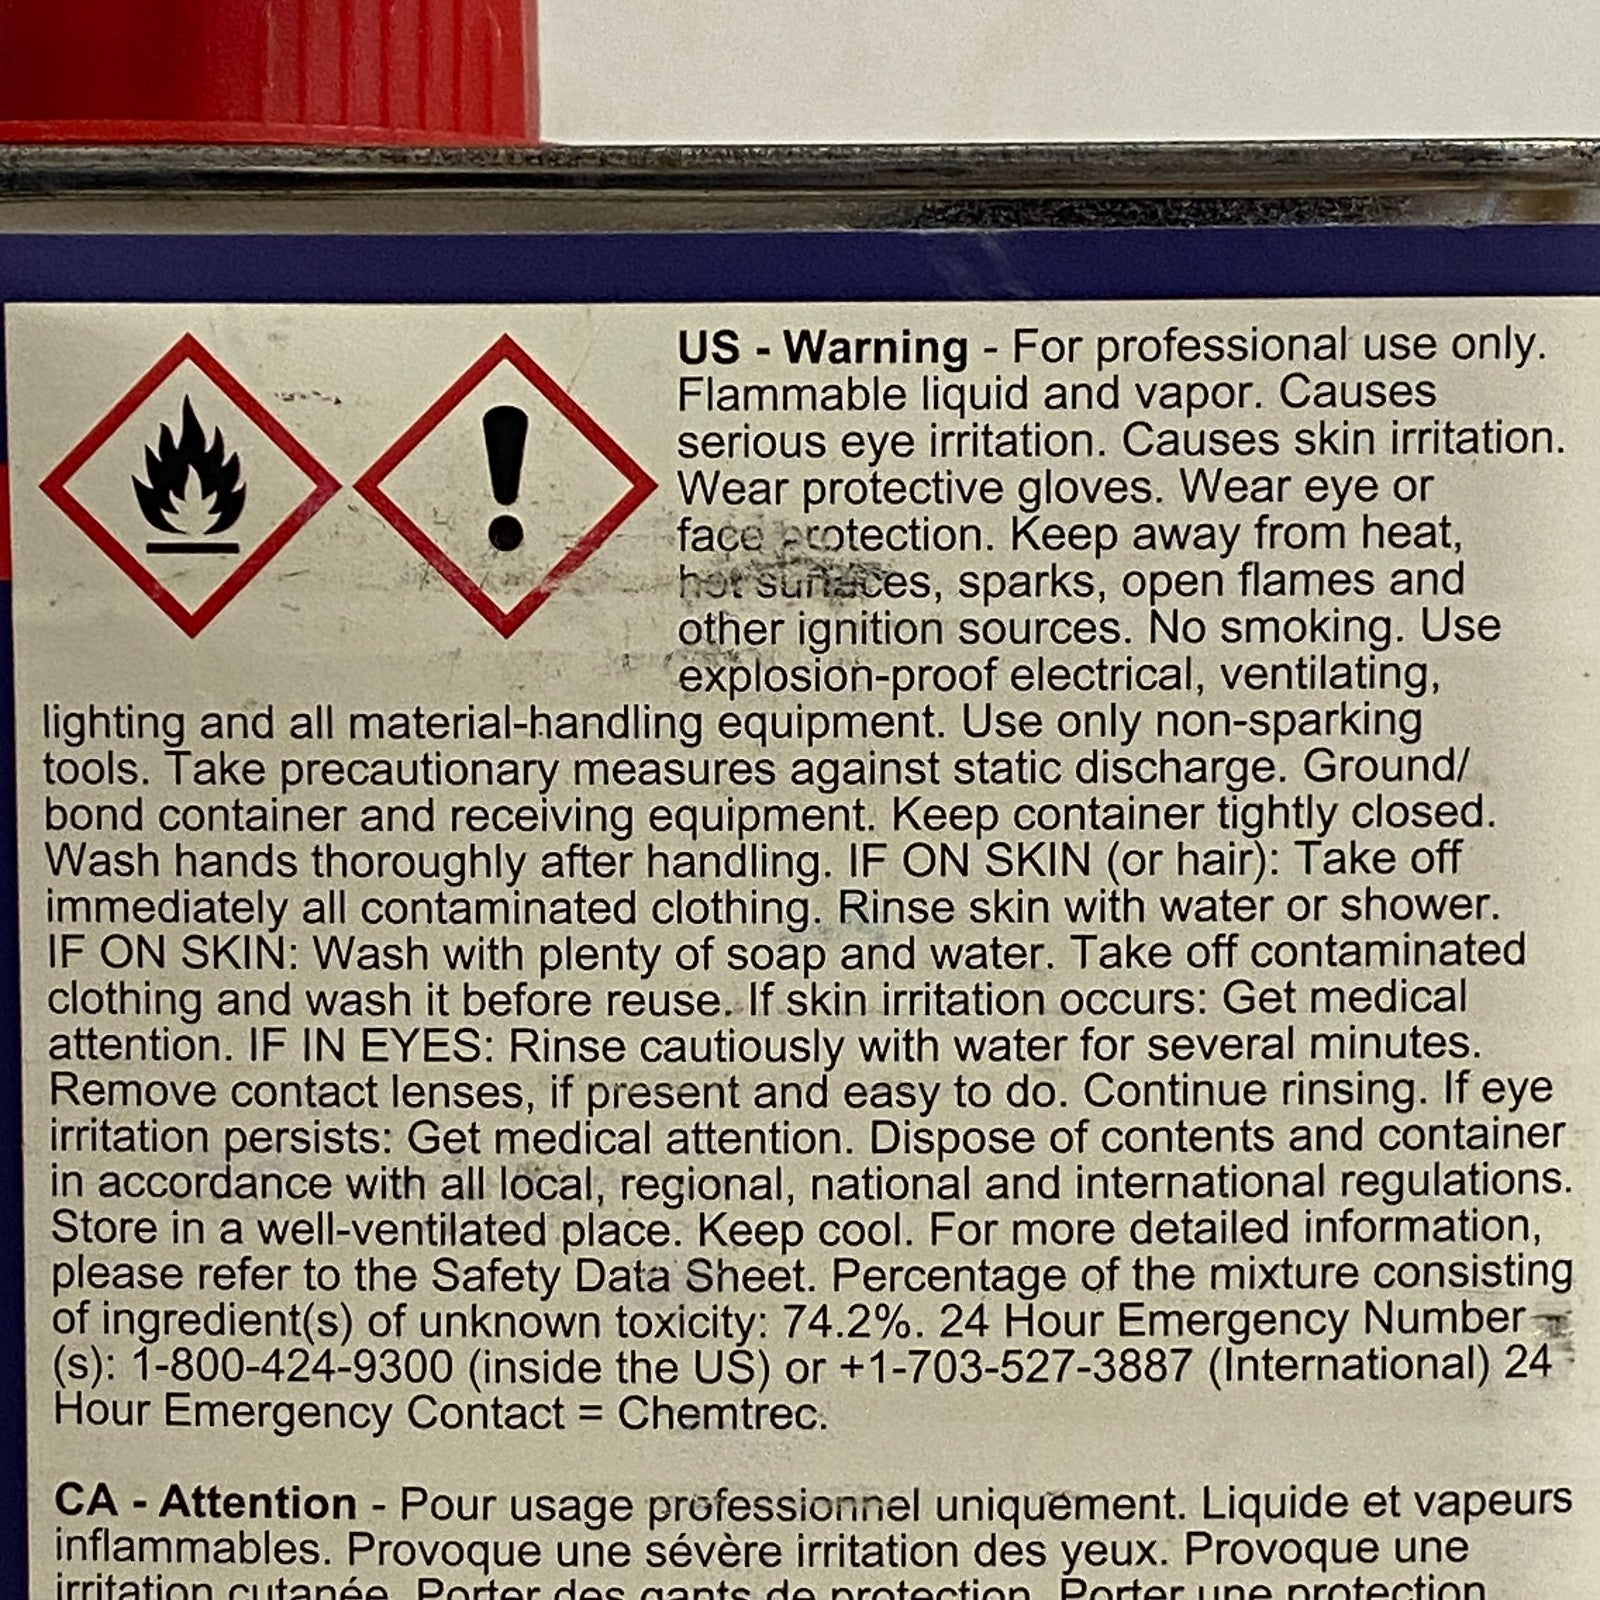 US - Warning - For professional use only.
Flammable liquid and vapor. Causes
serious eye irritation. Causes skin irritation.
Wear protective gloves. Wear eye or
face protection. Keep away from heat,
hot surfaces, sparks, open flames and
other ignition sources. No smoking. Use
explosion-proof electrical, ventilating,
lighting and all material-handling equipment. Use only non-sparking
tools. Take precautionary measures against static discharge. Ground/
bond container and receiving equipment. Keep container tightly closed.
Wash hands thoroughly after handling. IF ON SKIN (or hair): Take off
immediately all contaminated clothing. Rinse skin with water or shower.
IF ON SKIN: Wash with plenty of soap and water. Take off contaminated
clothing and wash it before reuse. If skin irritation occurs: Get medical
attention. IF IN EYES: Rinse cautiously with water for several minutes.
Remove contact lenses, if present and easy to do. Continue rinsing. If eye
irritation persists: Get medical attention. Dispose of contents and container
in accordance with all local, regional, national and international regulations.
Store in a well-ventilated place. Keep cool. For more detailed information,
please refer to the Safety Data Sheet. Percentage of the mixture consisting
of ingredient(s) of unknown toxicity: 74.2%. 24 Hour Emergency Number
(s): 1-800-424-9300 (inside the US) or +1-703-527-3887 (International) 24
Hour Emergency Contact = Chemtrec.
CA - Attention - Pour usage professionnel uniquement. Liquide et vapeurs
inflammables. Provoque une sévère irritation des yeux. Provoque une
irritation cutanée. Porter des gants de protection. Porter une protection